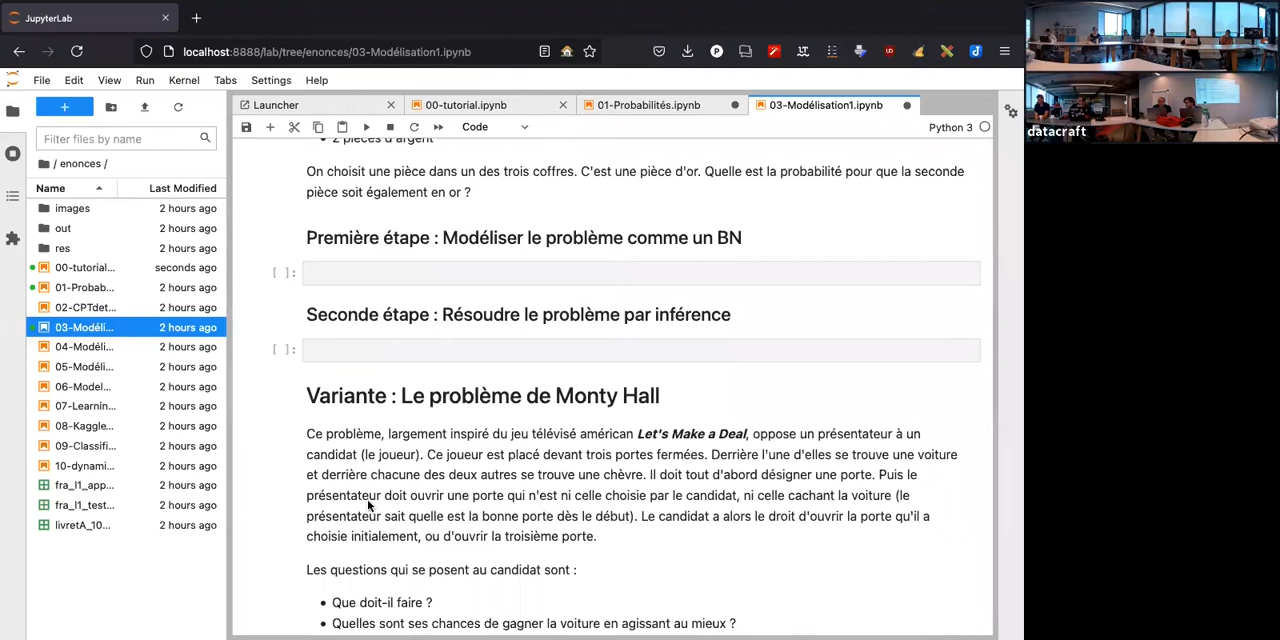 JupyterLab
localhost:8888/lab/tree/enonces/03-Modélisation1.ipynb
File Edit View Run Kernel Tabs Settings Help
Launcher
00-tutorial.ipynb
01-Probabilités.ipynb
03-Modélisation1.ipynb
Code
Python 3
Filter files by name
/ enonces /
Name Last Modified
images 2 hours ago
out 2 hours ago
res 2 hours ago
00-tutorial... seconds ago
01-Probab... 2 hours ago
02-CPTdet... 2 hours ago
03-Modéli... 2 hours ago
04-Modéli... 2 hours ago
05-Modéli... 2 hours ago
06-Model... 2 hours ago
07-Learnin... 2 hours ago
08-Kaggle... 2 hours ago
09-Classifi... 2 hours ago
10-dynami... 2 hours ago
fra_l1_app... 2 hours ago
fra_l1_test... 2 hours ago
livretA_10... 2 hours ago
2 pièces d'argent
On choisit une pièce dans un des trois coffres. C'est une pièce d'or. Quelle est la probabilité pour que la seconde
pièce soit également en or ?
Première étape : Modéliser le problème comme un BN
[ ]:
Seconde étape : Résoudre le problème par inférence
[ ]:
Variante : Le problème de Monty Hall
Ce problème, largement inspiré du jeu télévisé américan Let's Make a Deal, oppose un présentateur à un
candidat (le joueur). Ce joueur est placé devant trois portes fermées. Derrière l'une d'elles se trouve une voiture
et derrière chacune des deux autres se trouve une chèvre. Il doit tout d'abord désigner une porte. Puis le
présentateur doit ouvrir une porte qui n'est ni celle choisie par le candidat, ni celle cachant la voiture (le
présentateur sait quelle est la bonne porte dès le début). Le candidat a alors le droit d'ouvrir la porte qu'il a
choisie initialement, ou d'ouvrir la troisième porte.
Les questions qui se posent au candidat sont :
• Que doit-il faire ?
• Quelles sont ses chances de gagner la voiture en agissant au mieux ?
datacraft